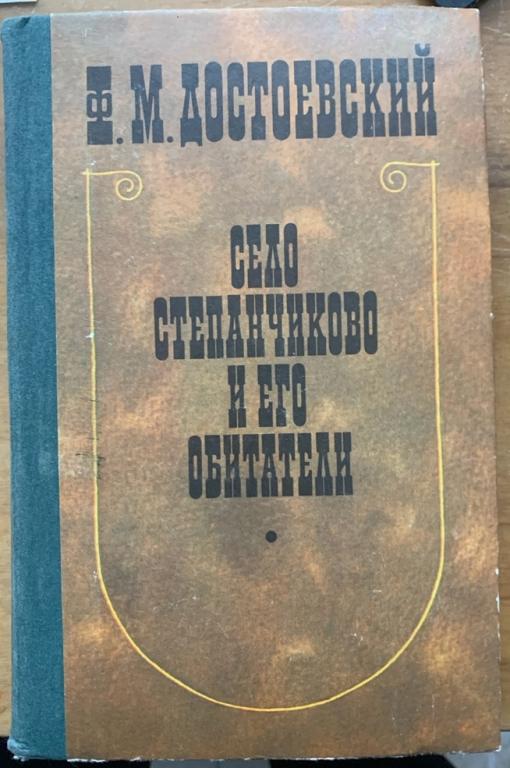 Ф. М. ДОСТОЕВСКИЙ
СЕЛО
СТЕПАНЧИКОВО
И ЕГО
ОБИТАТЕЛИ